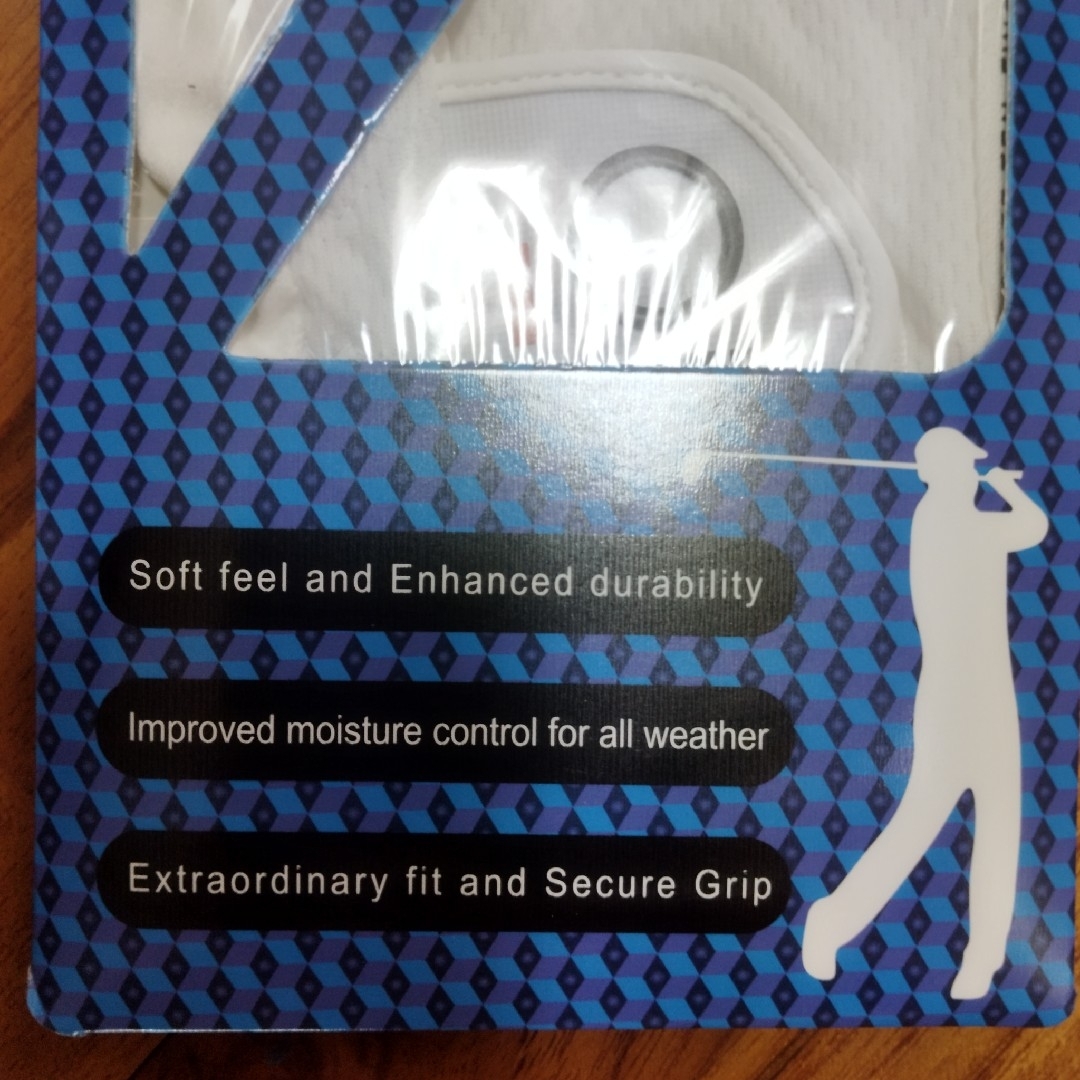 Soft feel and Enhanced durability
Improved moisture control for all weather
Extraordinary fit and Secure Grip